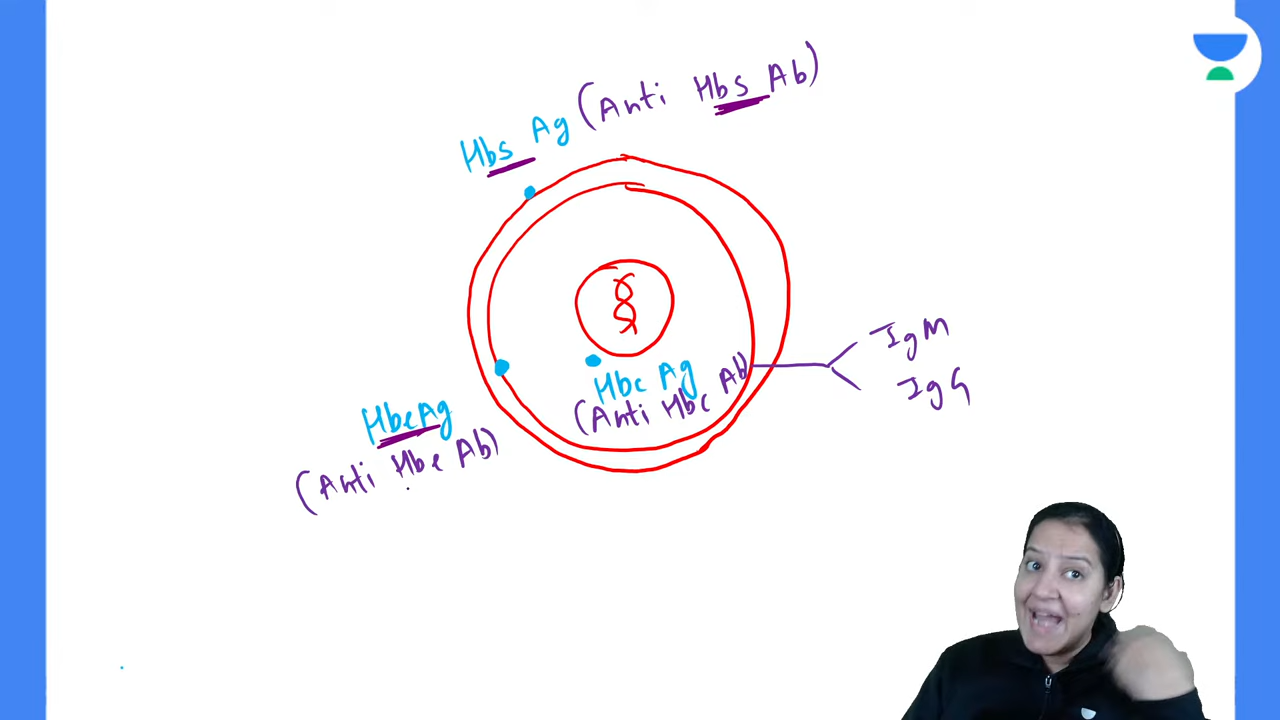 Hbs Ag (Anti Hbs Ab)
Hbc Ag
(Anti Hbc Ab)
IgM
IgG
HbeAg
(Anti Hbe Ab)